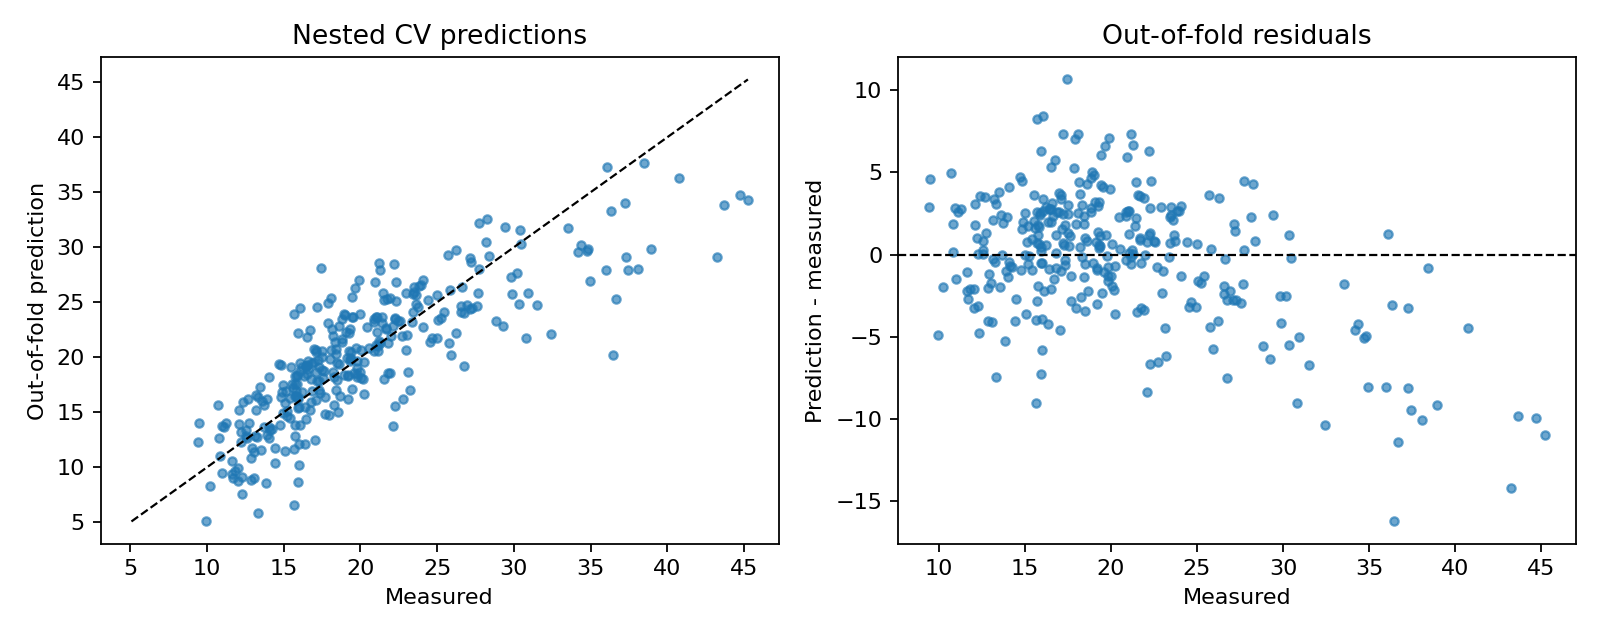 Nested CV predictions
Out-of-fold prediction
45
40
35
30
25
20
15
10
5
5 10 15 20 25 30 35 40 45
Measured
Out-of-fold residuals
Prediction - measured
10
5
0
−5
−10
−15
10 15 20 25 30 35 40 45
Measured